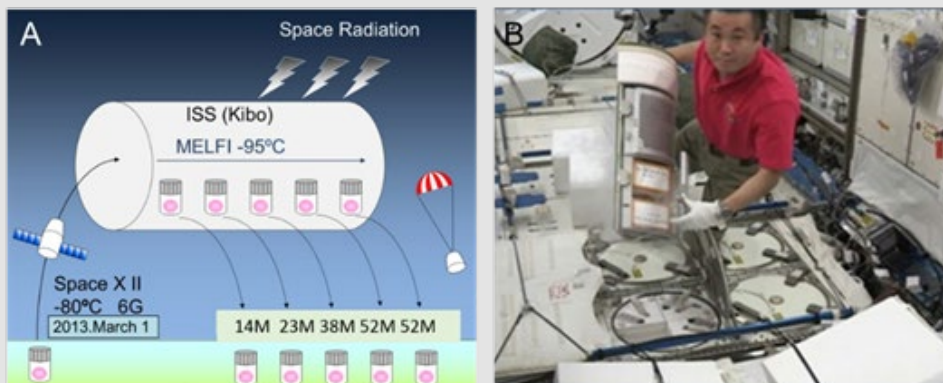 A
Space Radiation
ISS (Kibo)
MELFI -95ºC
Space X II
-80ºC 6G
2013.March 1
14M 23M 38M 52M 52M
B